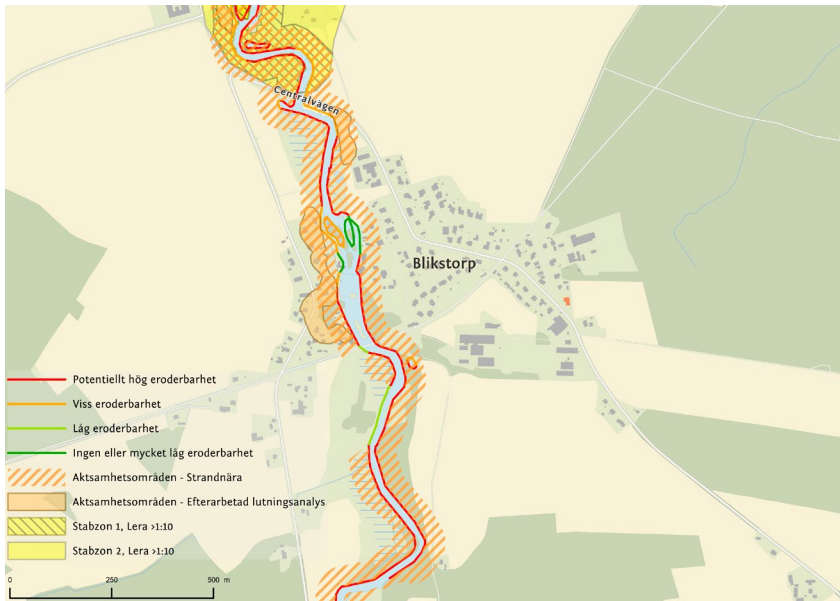 Centralvägen
Blikstorp
Potentiellt hög eroderbarhet
Viss eroderbarhet
Låg eroderbarhet
Ingen eller mycket låg eroderbarhet
Aktsamhetsområden - Strandnära
Aktsamhetsområden - Efterarbetad lutningsanalys
Stabzon 1, Lera >1:10
Stabzon 2, Lera >1:10
0 250 500 m